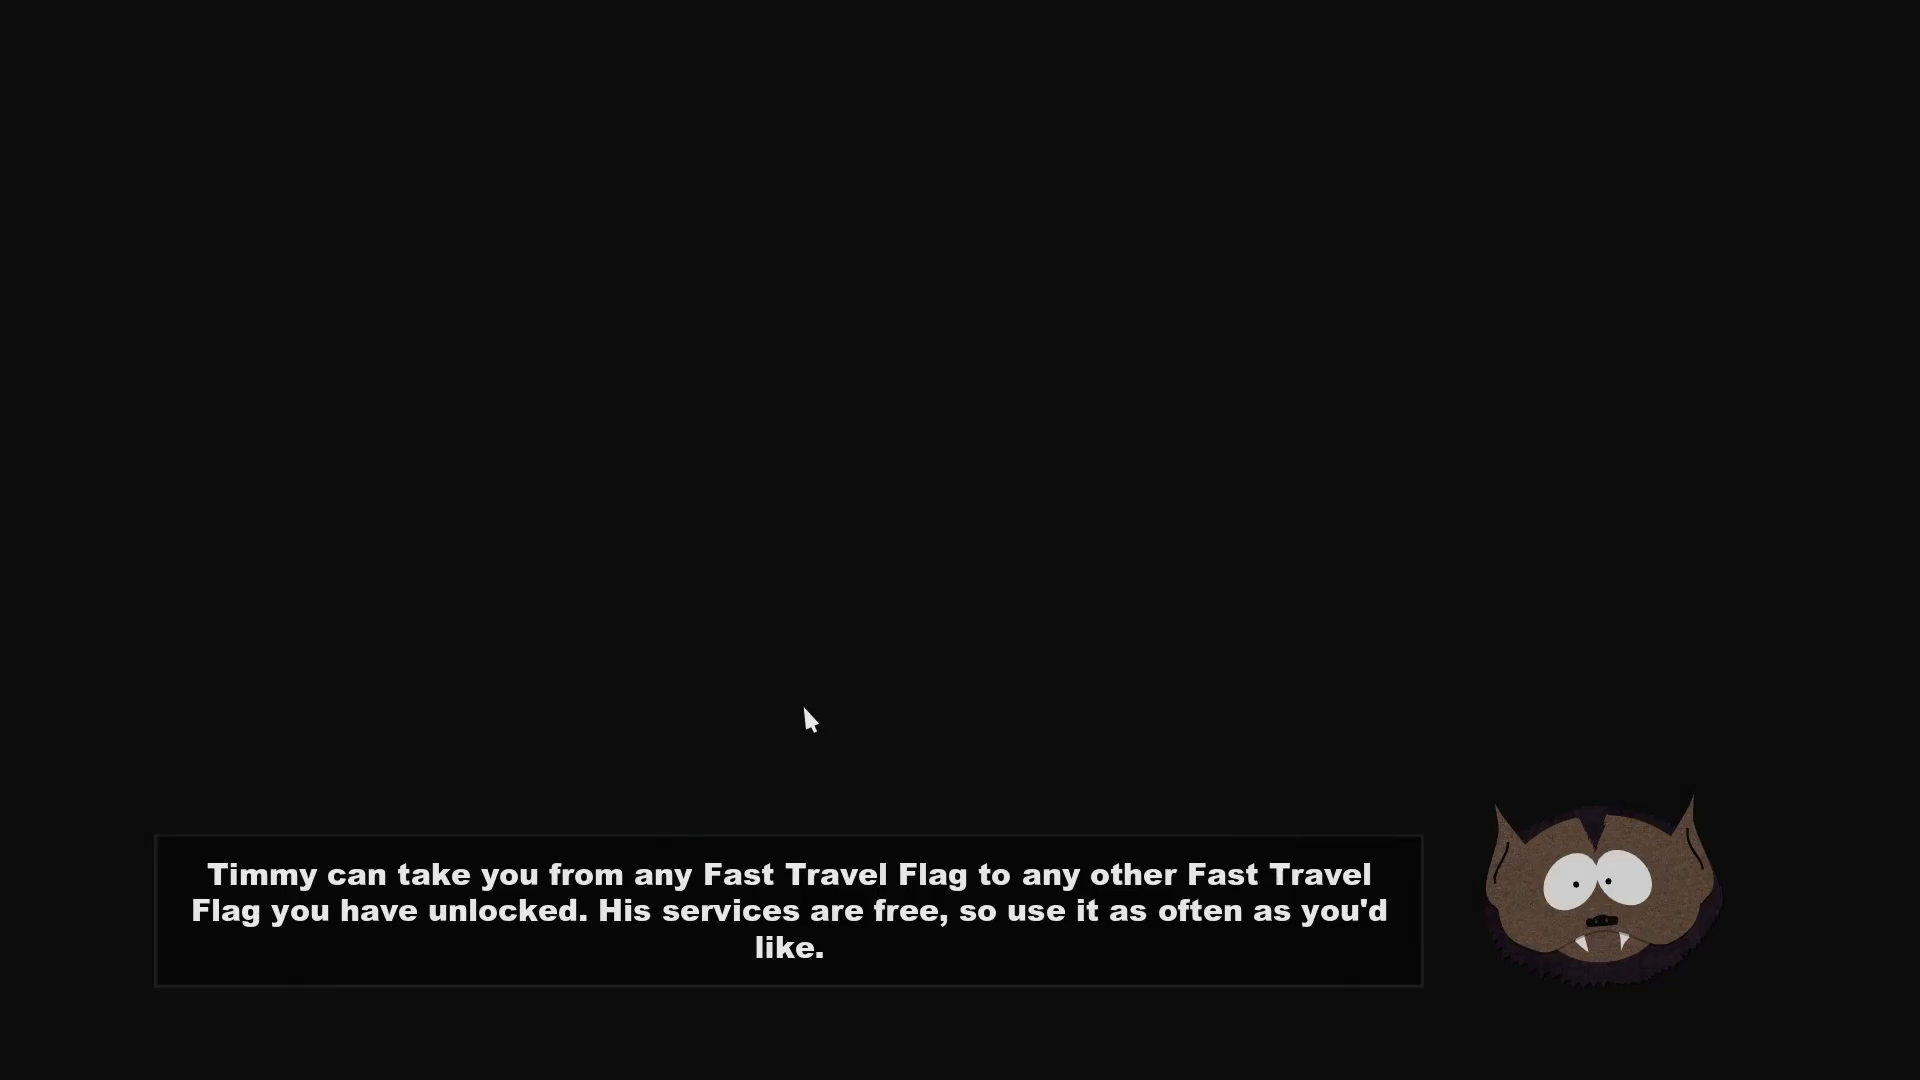 Timmy can take you from any Fast Travel Flag to any other Fast Travel
Flag you have unlocked. His services are free, so use it as often as you'd
like.